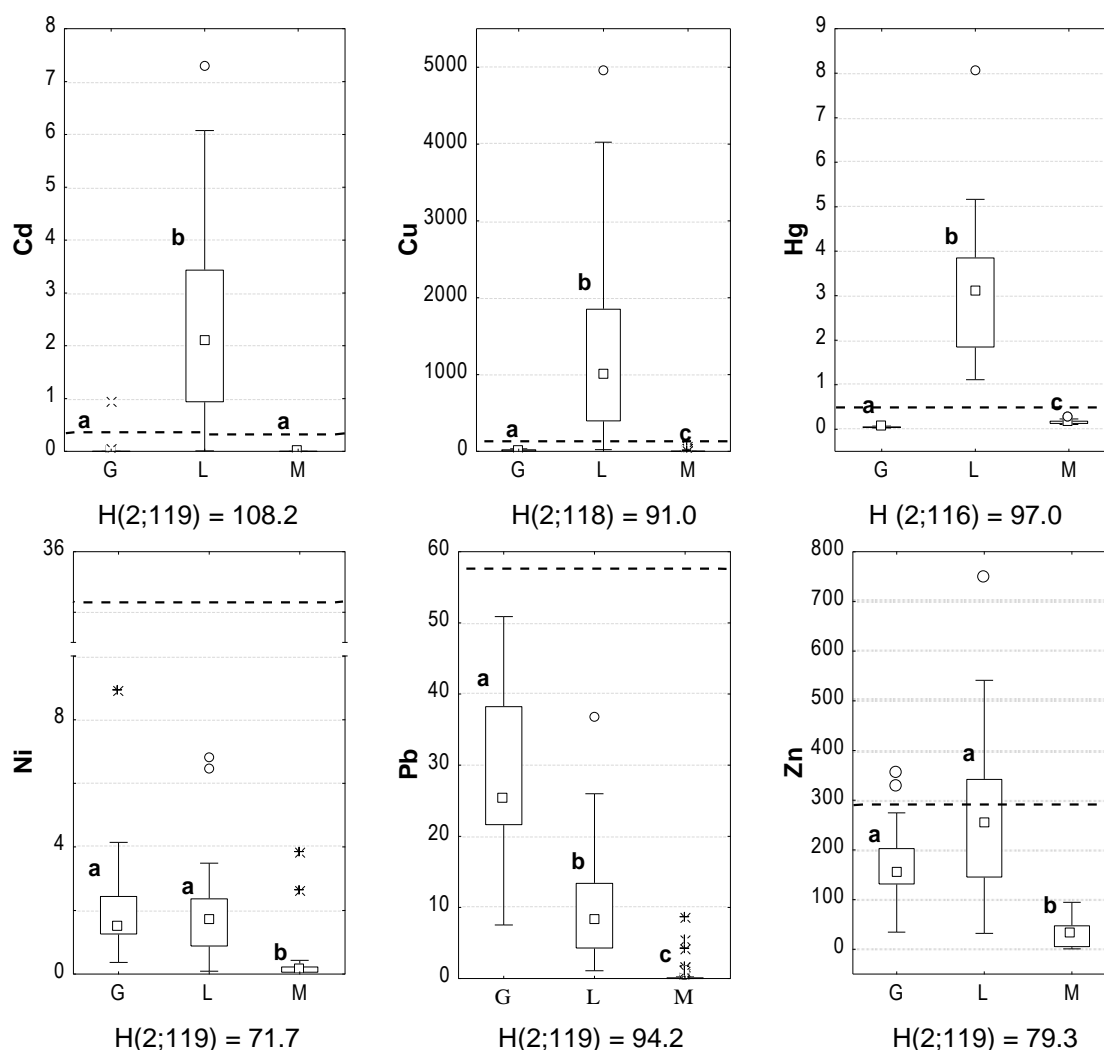 8
7
6
5
4
3
2
1
0
Cd
a
b
a
G L M
H(2;119) = 108.2
5000
4000
3000
2000
1000
0
Cu
a
b
c
G L M
H(2;118) = 91.0
9
8
7
6
5
4
3
2
1
0
Hg
a
b
c
G L M
H (2;116) = 97.0
36
8
4
0
Ni
a
a
b
G L M
H(2;119) = 71.7
60
50
40
30
20
10
0
Pb
a
b
c
G L M
H(2;119) = 94.2
800
700
600
500
400
300
200
100
0
Zn
a
a
b
G L M
H(2;119) = 79.3